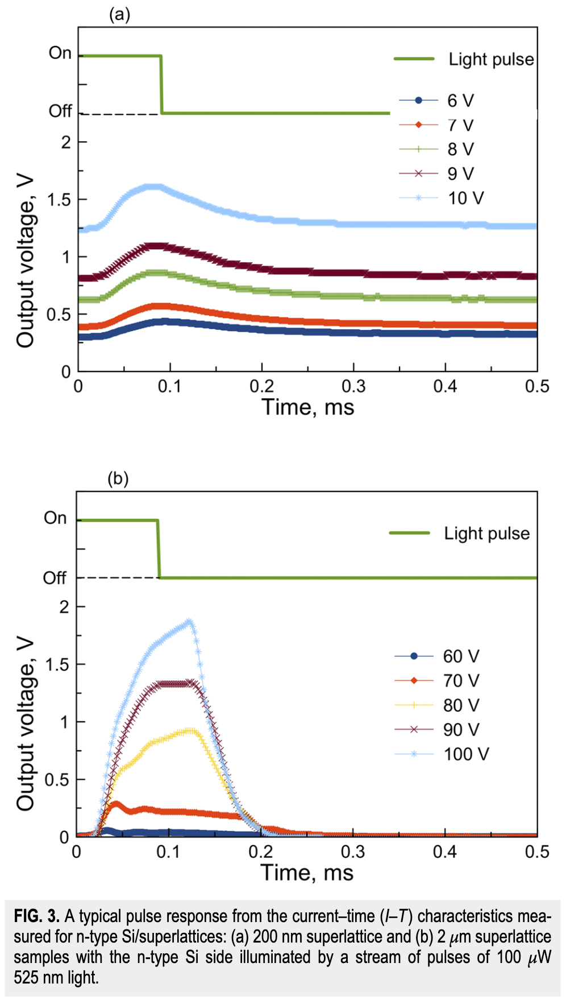 (a)
On
Light pulse
6 V
Off
7 V
2
8 V
9 V
10 V
1.5
1
0.5
0
Output voltage, V
0 0.1 0.2 0.3 0.4 0.5
Time, ms
(b)
On
Light pulse
Off
2
60 V
1.5
70 V
80 V
1
90 V
100 V
0.5
0
Output voltage, V
0 0.1 0.2 0.3 0.4 0.5
Time, ms
FIG. 3. A typical pulse response from the current–time (I–T) characteristics mea-
sured for n-type Si/superlattices: (a) 200 nm superlattice and (b) 2 μm superlattice
samples with the n-type Si side illuminated by a stream of pulses of 100 μW
525 nm light.